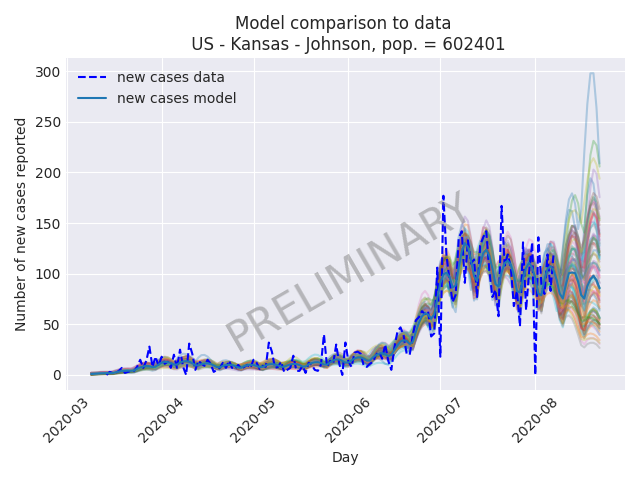 Model comparison to data
US - Kansas - Johnson, pop. = 602401
new cases data
new cases model
PRELIMINARY
Number of new cases reported
300
250
200
150
100
50
0
2020-03
2020-04
2020-05
2020-06
2020-07
2020-08
Day